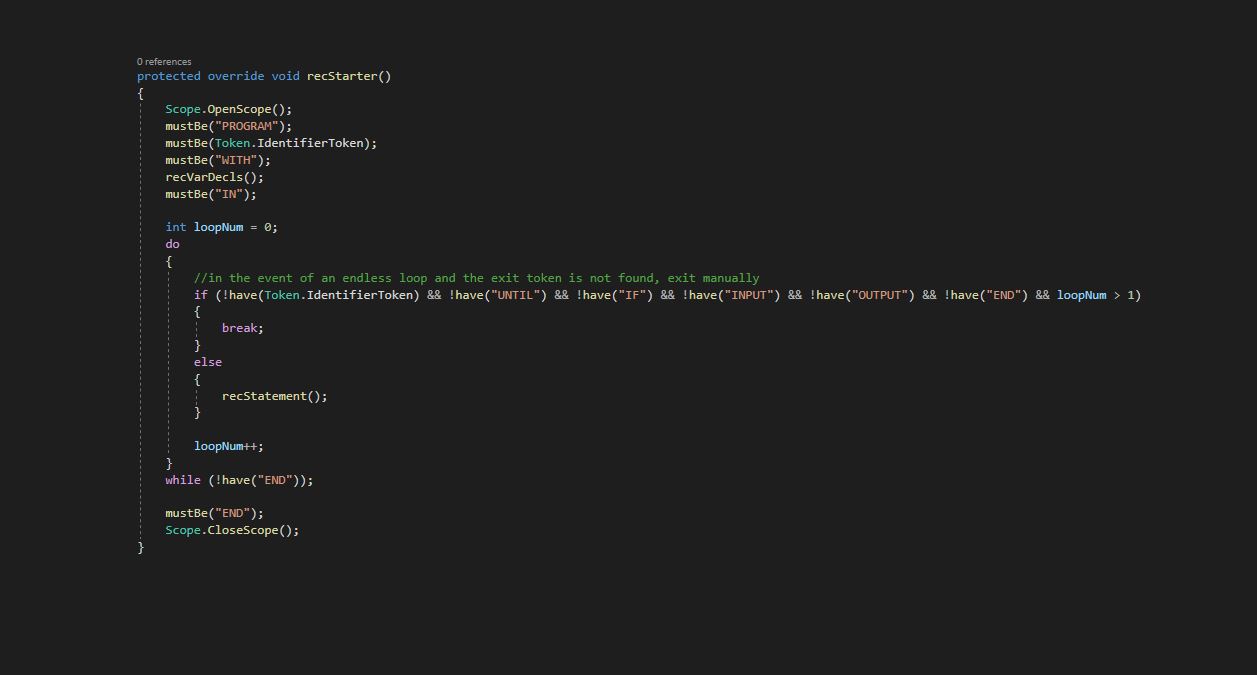 0 references
protected override void recStarter()
{
    Scope.OpenScope();
    mustBe("PROGRAM");
    mustBe(Token.IdentifierToken);
    mustBe("WITH");
    recVarDecls();
    mustBe("IN");

    int loopNum = 0;
    do
    {
        //in the event of an endless loop and the exit token is not found, exit manually
        if (!have(Token.IdentifierToken) && !have("UNTIL") && !have("IF") && !have("INPUT") && !have("OUTPUT") && !have("END") && loopNum > 1)
        {
            break;
        }
        else
        {
            recStatement();
        }

        loopNum++;
    }
    while (!have("END"));

    mustBe("END");
    Scope.CloseScope();
}